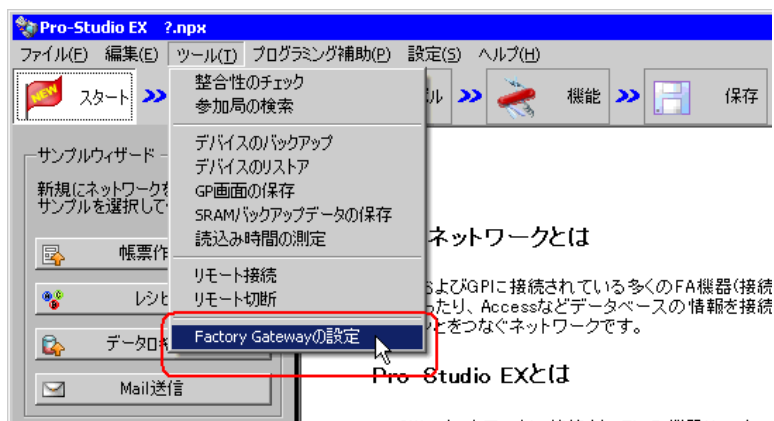 Pro-Studio EX ?.npx
ファイル(F) 編集(E) ツール(T) プログラミング補助(P) 設定(S) ヘルプ(H)
NEW スタート 機能 保存
整合性のチェック
参加局の検索
デバイスのバックアップ
デバイスのリストア
GP画面の保存
SRAMバックアップデータの保存
読込み時間の測定
リモート接続
リモート切断
Factory Gatewayの設定
サンプルウィザード
新規にネットワークを
サンプルを選択して
帳票作
レシピ
データロ
Mail送信
ネットワークとは
よびGPに接続されている多くのFA機器(接続
たり、Accessなどデータベースの情報を接続
とをつなぐネットワークです。
Pro-Studio EXとは